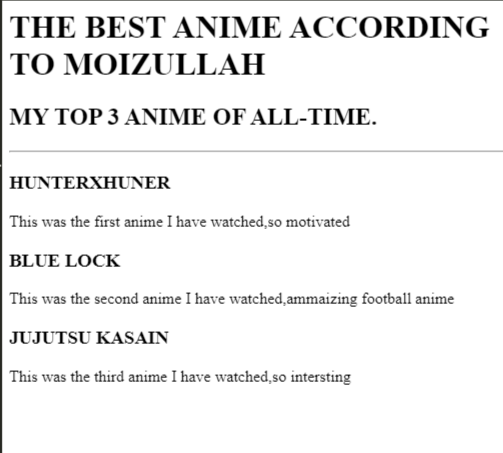 THE BEST ANIME ACCORDING
TO MOIZULLAH
MY TOP 3 ANIME OF ALL-TIME.
HUNTERXHUNER
This was the first anime I have watched,so motivated
BLUE LOCK
This was the second anime I have watched,ammaizing football anime
JUJUTSU KASAIN
This was the third anime I have watched,so intersting